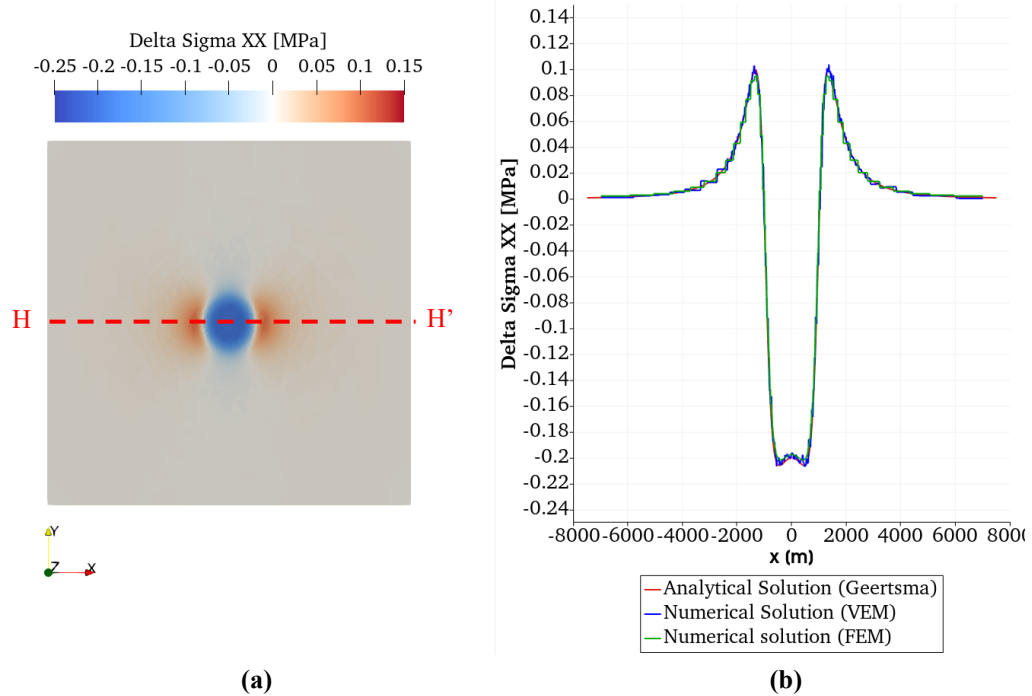 Delta Sigma XX [MPa]
-0.25 -0.2 -0.15 -0.1 -0.05 0 0.05 0.1 0.15
H
H'
Y
Z
X
(a)
Delta Sigma XX [MPa]
0.14
0.12
0.1
0.08
0.06
0.04
0.02
0
-0.02
-0.04
-0.06
-0.08
-0.1
-0.12
-0.14
-0.16
-0.18
-0.2
-0.22
-0.24
-8000 -6000 -4000 -2000 0 2000 4000 6000 8000
x (m)
Analytical Solution (Geertsma)
Numerical Solution (VEM)
Numerical solution (FEM)
(b)